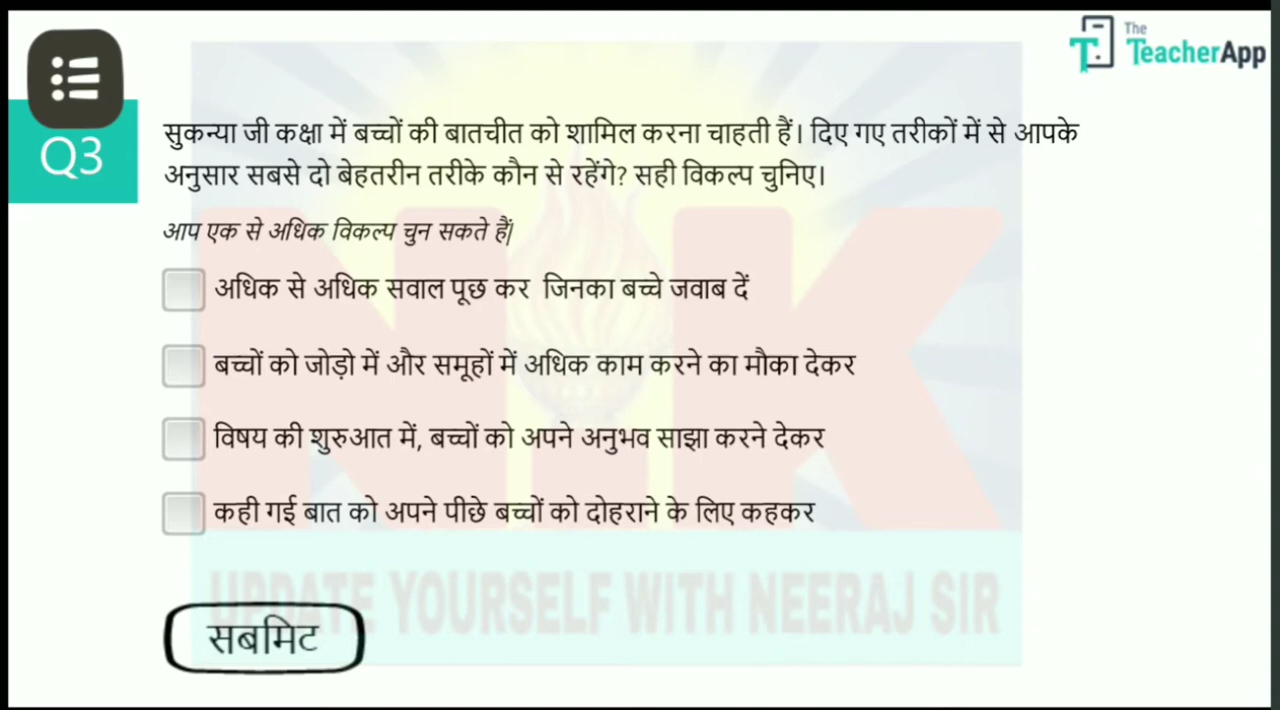 The
TeacherApp
Q3
सुकन्या जी कक्षा में बच्चों की बातचीत को शामिल करना चाहती हैं। दिए गए तरीकों में से आपके
अनुसार सबसे दो बेहतरीन तरीके कौन से रहेंगे? सही विकल्प चुनिए।
आप एक से अधिक विकल्प चुन सकते हैं|
अधिक से अधिक सवाल पूछ कर जिनका बच्चे जवाब दें
बच्चों को जोड़ो में और समूहों में अधिक काम करने का मौका देकर
विषय की शुरुआत में, बच्चों को अपने अनुभव साझा करने देकर
कही गई बात को अपने पीछे बच्चों को दोहराने के लिए कहकर
NK
UPDATE YOURSELF WITH NEERAJ SIR
सबमिट